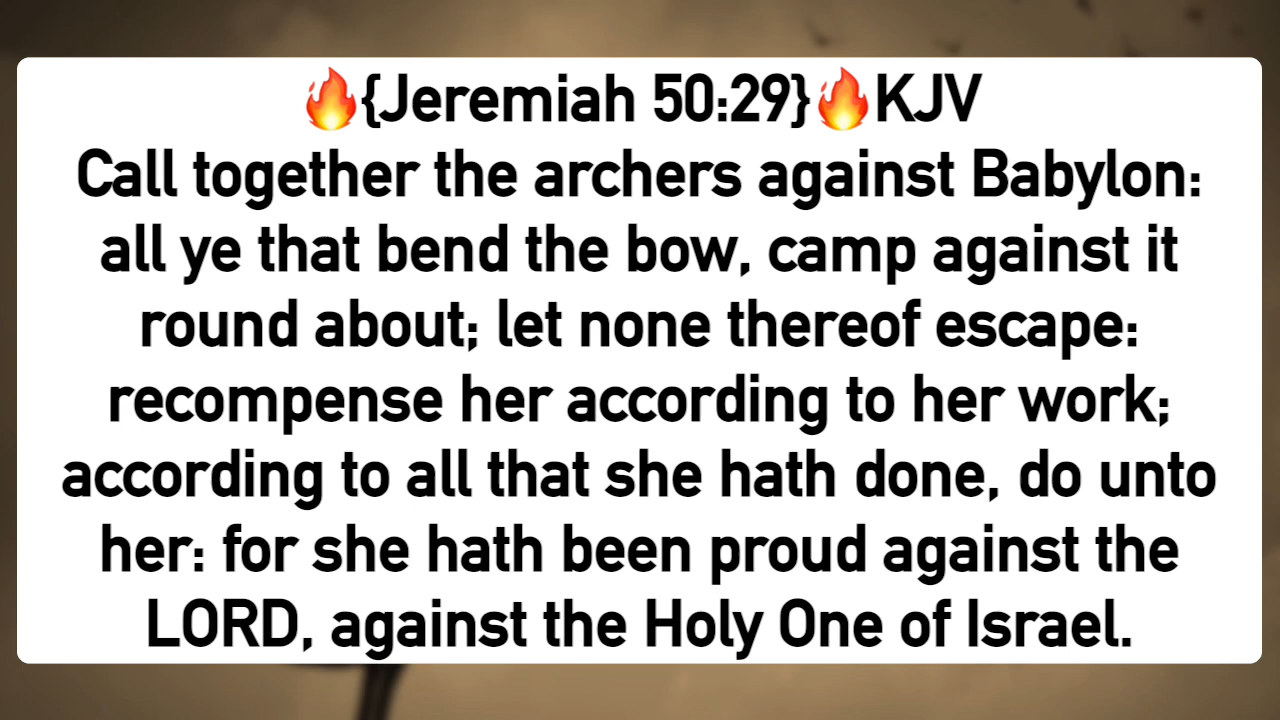 🔥{Jeremiah 50:29}🔥KJV
Call together the archers against Babylon:
all ye that bend the bow, camp against it
round about; let none thereof escape:
recompense her according to her work;
according to all that she hath done, do unto
her: for she hath been proud against the
LORD, against the Holy One of Israel.